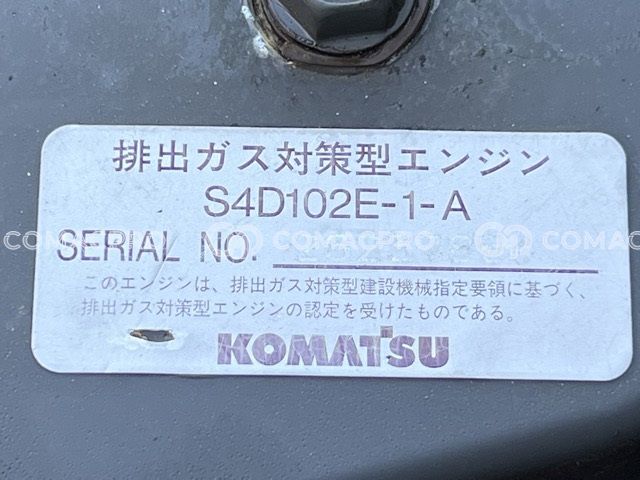 排出ガス対策型エンジン
S4D102E-1-A
SERIAL NO.
COMACPRO COMACPRO COMACPRO
このエンジンは、排出ガス対策型建設機械指定要領に基づく、
排出ガス対策型エンジンの認定を受けたものである。
KOMATSU